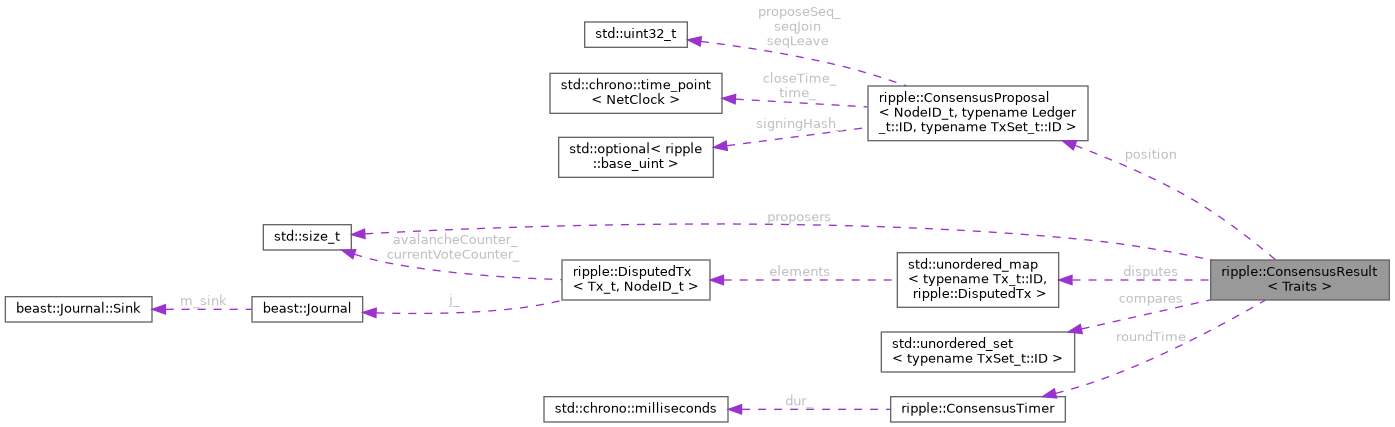 proposeSeq_
seqJoin
seqLeave
std::uint32_t
closeTime_
time_
std::chrono::time_point
< NetClock >
ripple::ConsensusProposal
< NodeID_t, typename Ledger
_t::ID, typename TxSet_t::ID >
signingHash_
std::optional< ripple
::base_uint >
position
proposers
std::size_t
avalancheCounter_
currentVoteCounter_
ripple::DisputedTx
< Tx_t, NodeID_t >
elements
std::unordered_map
< typename Tx_t::ID,
ripple::DisputedTx >
disputes
ripple::ConsensusResult
< Traits >
beast::Journal::Sink
m_sink
beast::Journal
j_
compares
std::unordered_set
< typename TxSet_t::ID >
roundTime
std::chrono::milliseconds
dur_
ripple::ConsensusTimer